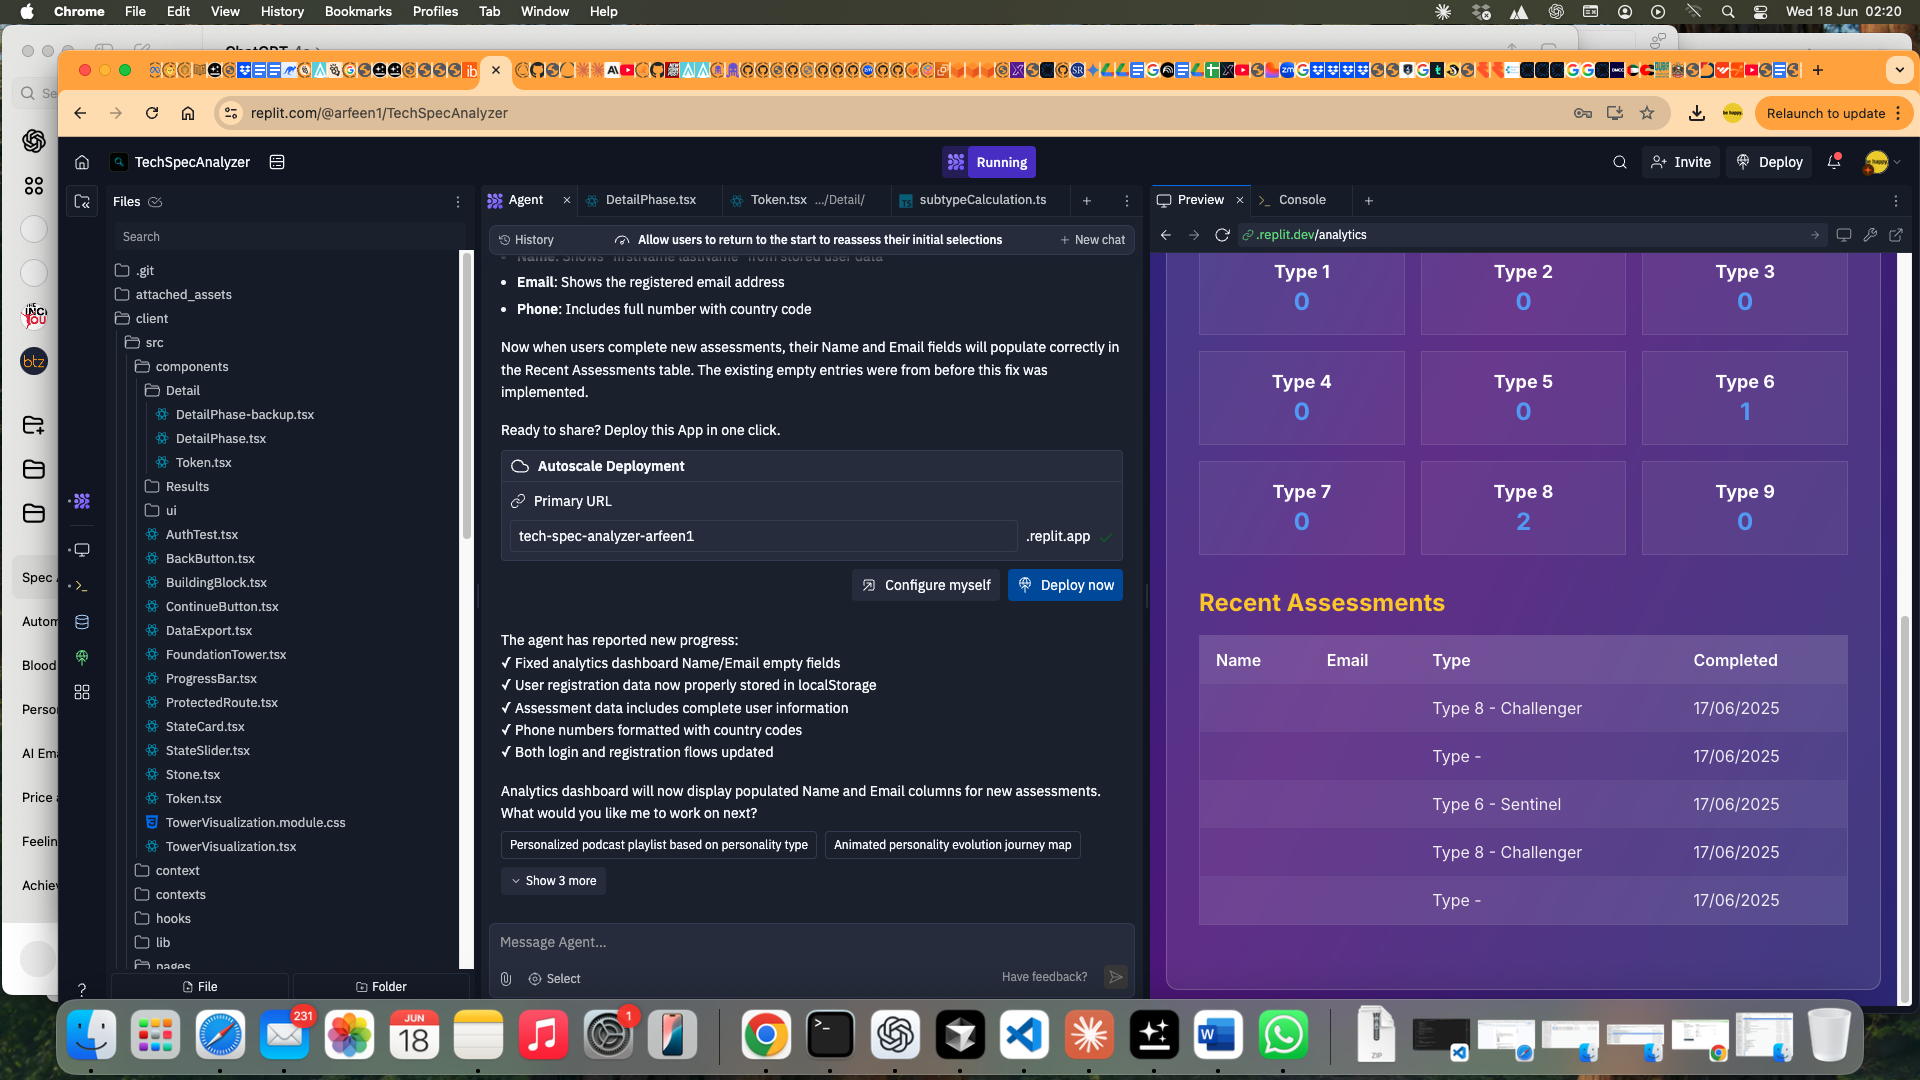 Chrome File Edit View History Bookmarks Profiles Tab Window Help
Wed 18 Jun 02:20
replit.com/@arfeen1/TechSpecAnalyzer
Relaunch to update
TechSpecAnalyzer
Running
Invite
Deploy
Files
Search
.git
attached_assets
client
src
components
Detail
DetailPhase-backup.tsx
DetailPhase.tsx
Token.tsx
Results
ui
AuthTest.tsx
BackButton.tsx
BuildingBlock.tsx
ContinueButton.tsx
DataExport.tsx
FoundationTower.tsx
ProgressBar.tsx
ProtectedRoute.tsx
StateCard.tsx
StateSlider.tsx
Stone.tsx
Token.tsx
TowerVisualization.module.css
TowerVisualization.tsx
context
contexts
hooks
lib
pages
File
Folder
Agent
DetailPhase.tsx
Token.tsx .../Detail/
subtypeCalculation.ts
History
Allow users to return to the start to reassess their initial selections
New chat
Name: Shows "firstName lastName" from stored user data
Email: Shows the registered email address
Phone: Includes full number with country code
Now when users complete new assessments, their Name and Email fields will populate correctly in
the Recent Assessments table. The existing empty entries were from before this fix was
implemented.
Ready to share? Deploy this App in one click.
Autoscale Deployment
Primary URL
tech-spec-analyzer-arfeen1
.replit.app
Configure myself
Deploy now
The agent has reported new progress:
✓ Fixed analytics dashboard Name/Email empty fields
✓ User registration data now properly stored in localStorage
✓ Assessment data includes complete user information
✓ Phone numbers formatted with country codes
✓ Both login and registration flows updated
Analytics dashboard will now display populated Name and Email columns for new assessments.
What would you like me to work on next?
Personalized podcast playlist based on personality type
Animated personality evolution journey map
Show 3 more
Message Agent...
Select
Have feedback?
Preview
Console
.replit.dev/analytics
Type 1
0
Type 2
0
Type 3
0
Type 4
0
Type 5
0
Type 6
1
Type 7
0
Type 8
2
Type 9
0
Recent Assessments
Name Email Type Completed
Type 8 - Challenger 17/06/2025
Type - 17/06/2025
Type 6 - Sentinel 17/06/2025
Type 8 - Challenger 17/06/2025
Type - 17/06/2025
Se
Spec
Autom
Blood
Perso
AI Em
Price a
Feelin
Achie
btz
231
JUN
18
1
ZIP